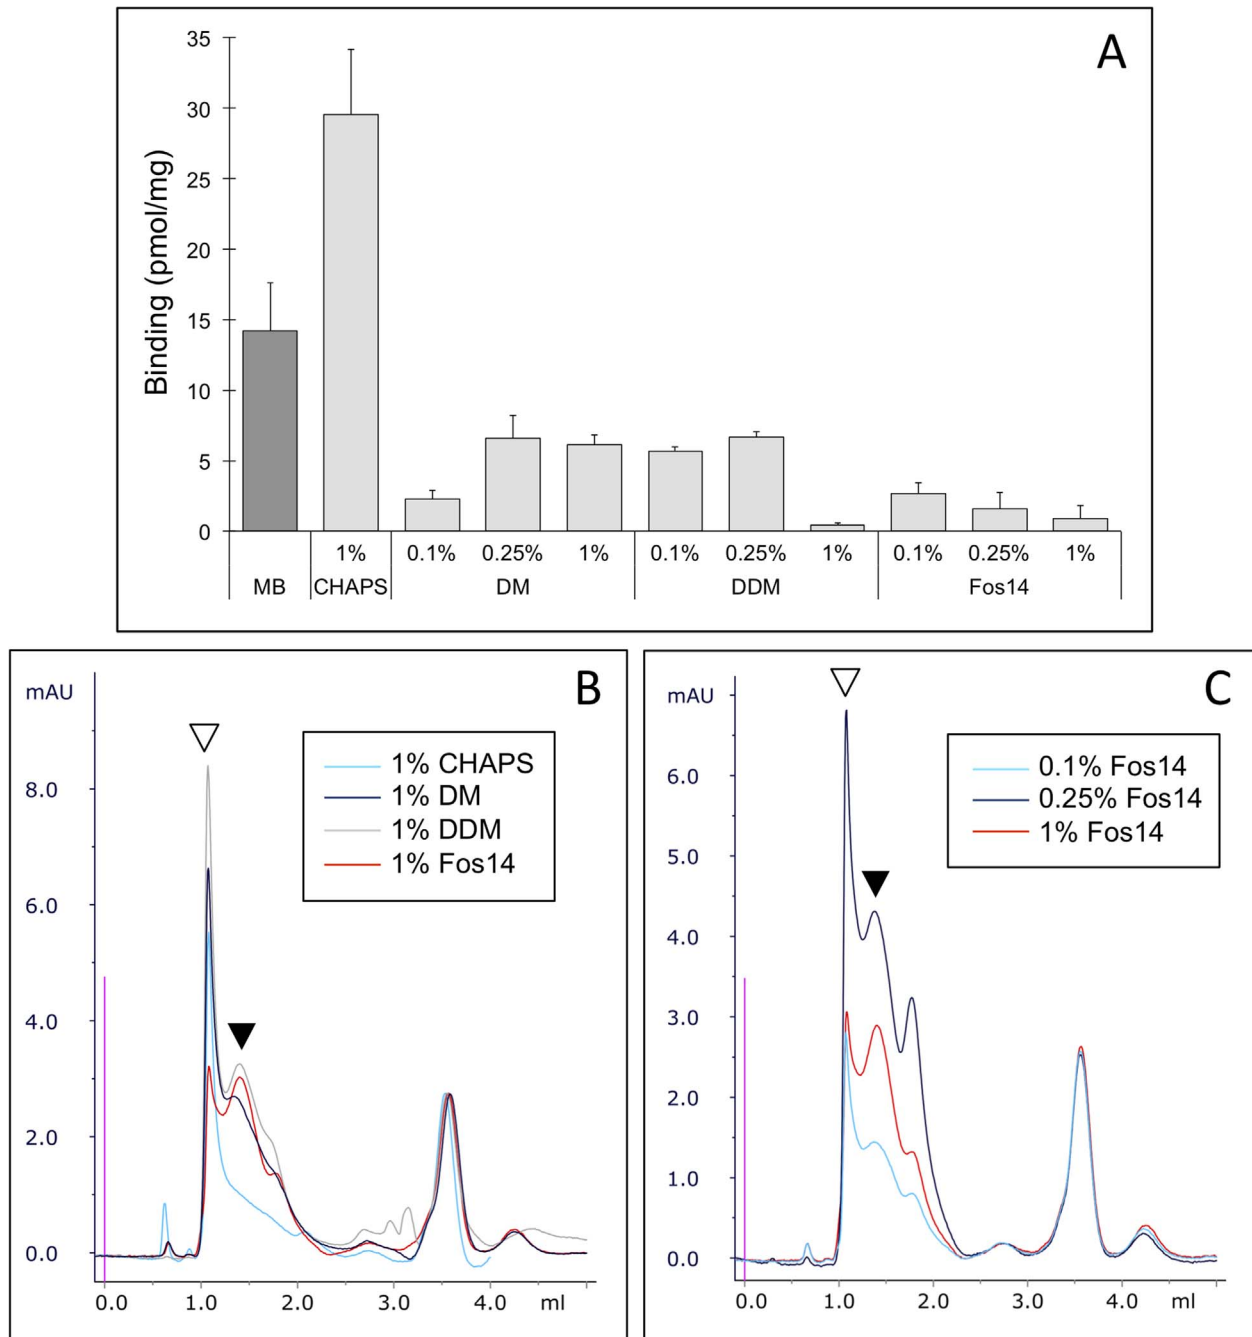 A
35
30
25
20
15
10
5
0
Binding (pmol/mg)
1% 0.1% 0.25% 1% 0.1% 0.25% 1% 0.1% 0.25% 1%
MB CHAPS DM DDM Fos14
B
mAU
1% CHAPS
1% DM
1% DDM
1% Fos14
8.0
6.0
4.0
2.0
0.0
0.0 1.0 2.0 3.0 4.0 ml
C
mAU
0.1% Fos14
0.25% Fos14
1% Fos14
6.0
5.0
4.0
3.0
2.0
1.0
0.0
0.0 1.0 2.0 3.0 4.0 ml